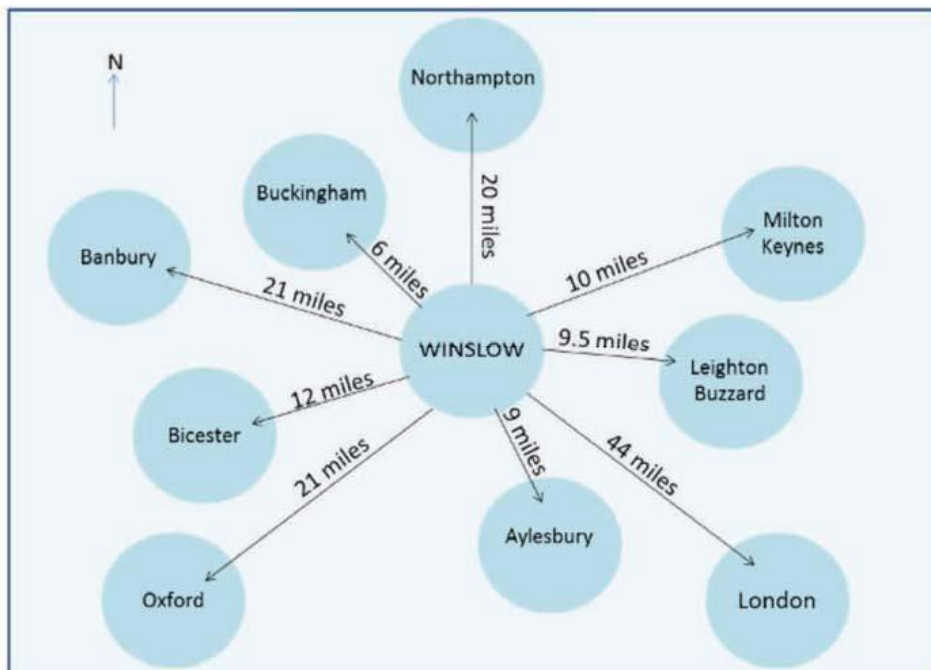 N
Northampton
Buckingham
20 miles
Milton
Keynes
Banbury
6 miles
10 miles
21 miles
WINSLOW
9.5 miles
Leighton
Buzzard
12 miles
Bicester
21 miles
9 miles
44 miles
Aylesbury
Oxford
London